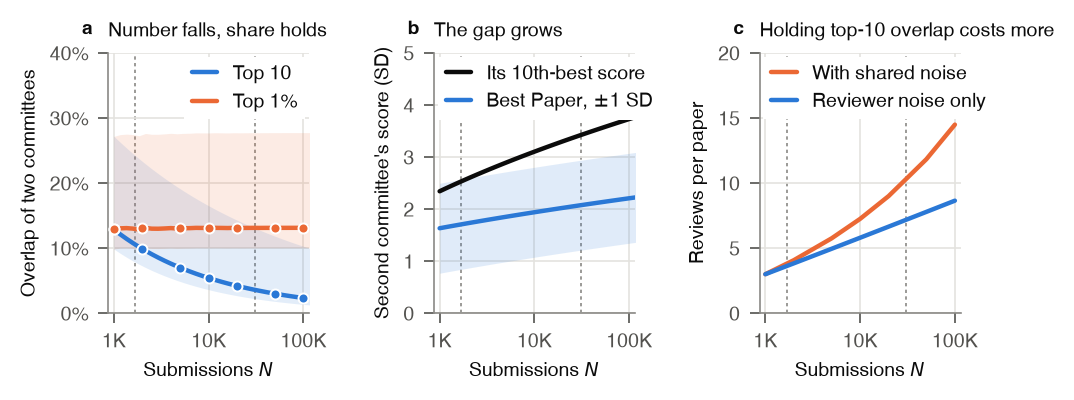 a Number falls, share holds
40%
30%
20%
10%
0%
Overlap of two committees
Top 10
Top 1%
1K 10K 100K
Submissions N
b The gap grows
5
4
3
2
1
0
Second committee's score (SD)
Its 10th-best score
Best Paper, ±1 SD
1K 10K 100K
Submissions N
c Holding top-10 overlap costs more
20
15
10
5
0
Reviews per paper
With shared noise
Reviewer noise only
1K 10K 100K
Submissions N